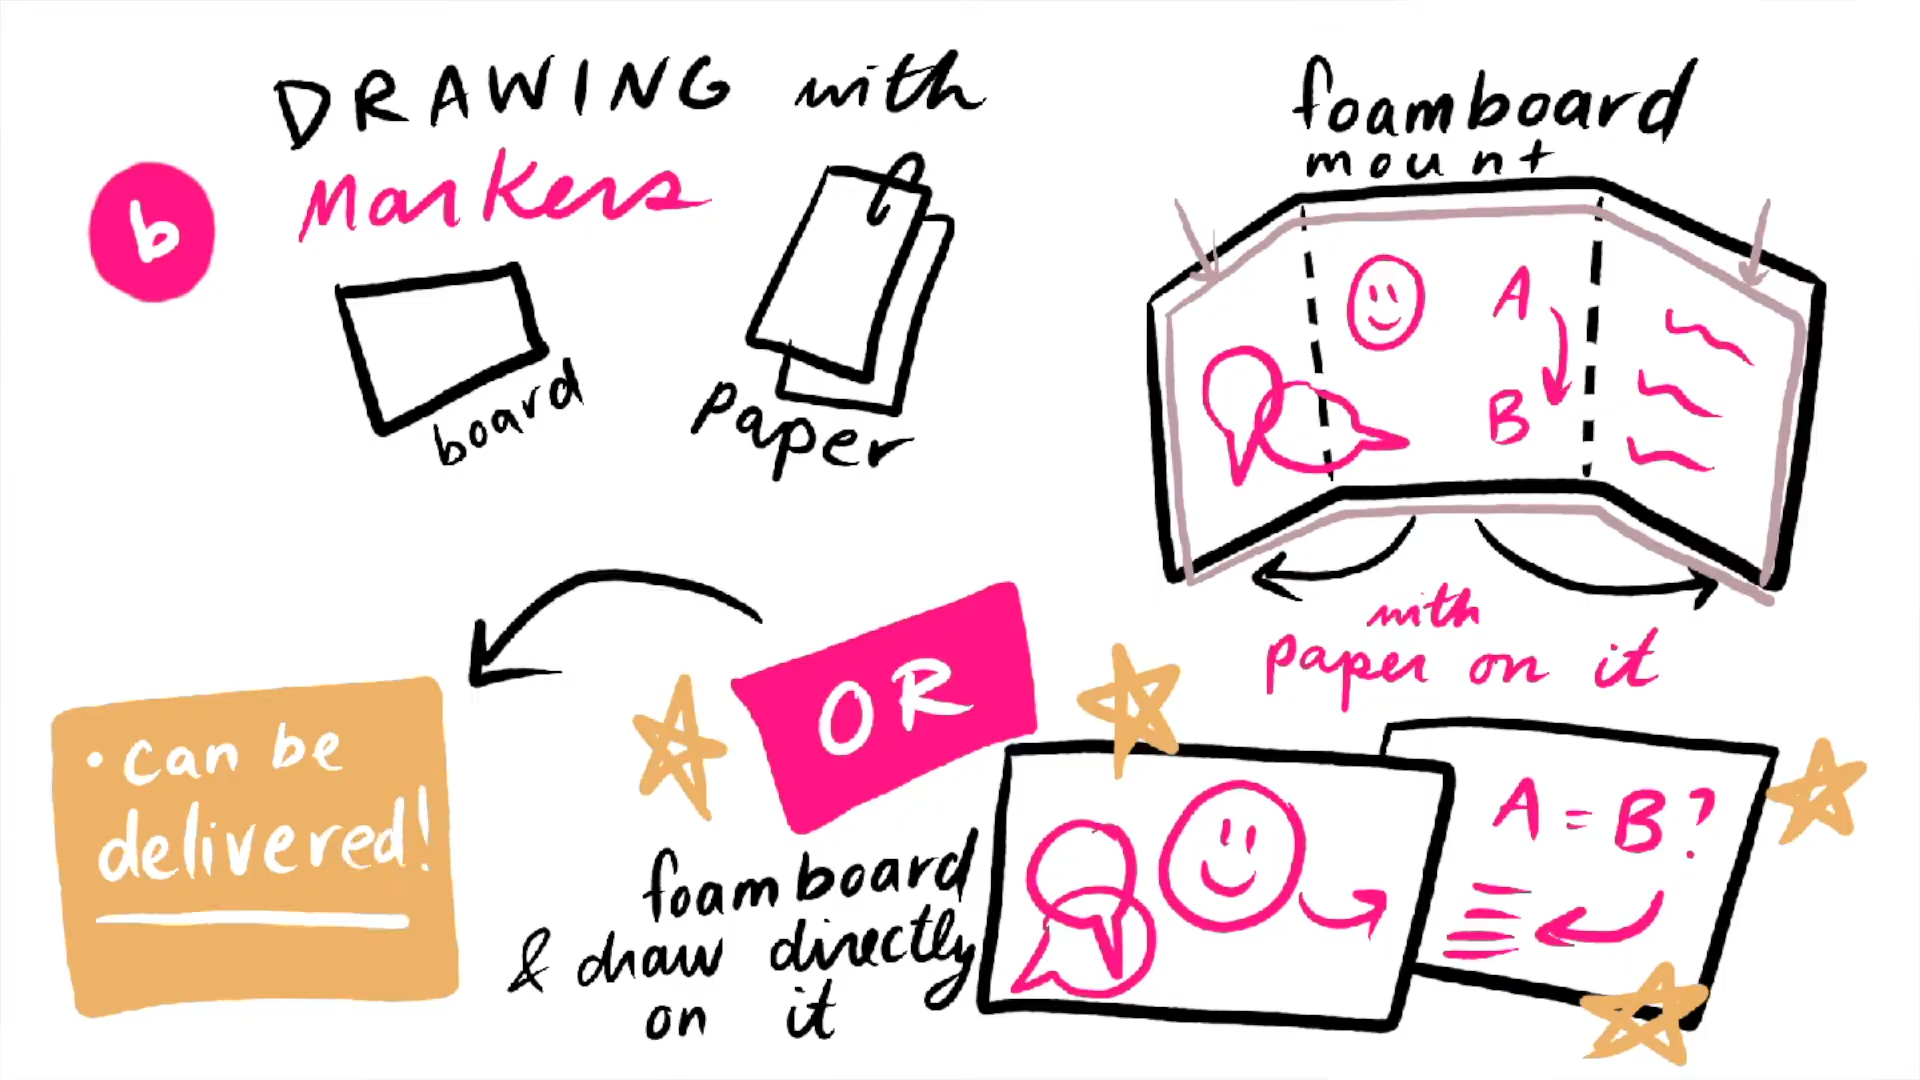 b
DRAWING with
Markers
board
paper
foamboard
mount
A
B
with
paper on it
OR
• can be
delivered!
foamboard
& draw directly
on it
A = B?